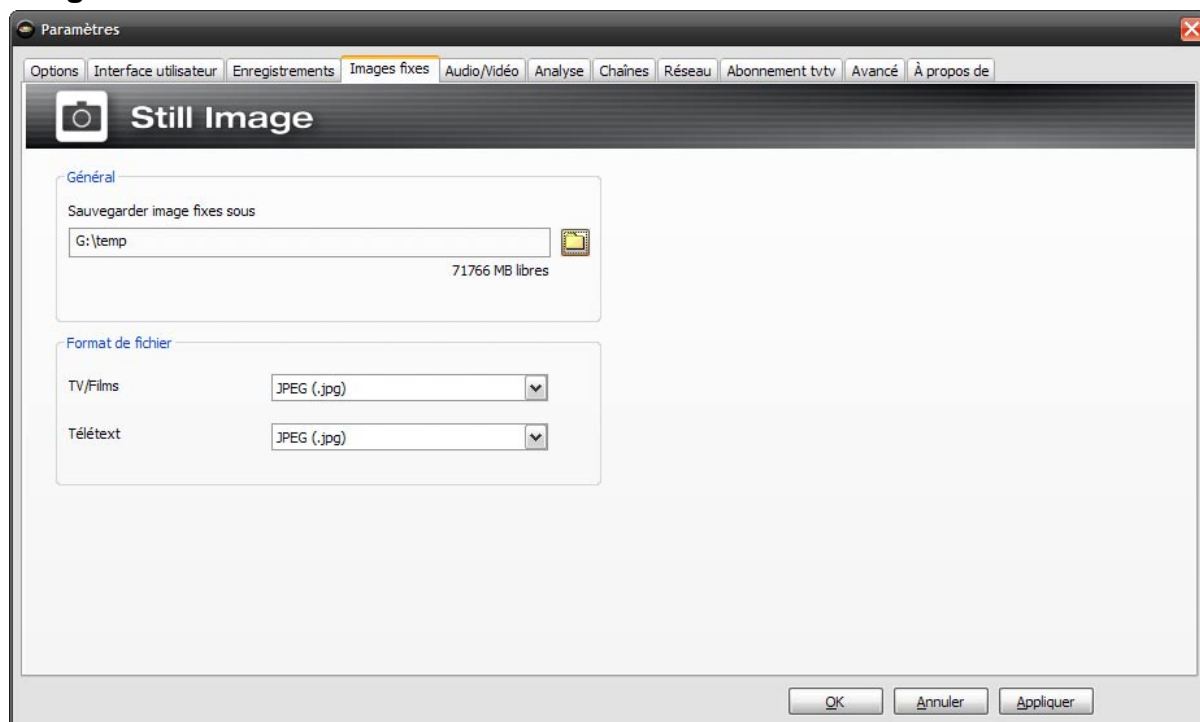 Paramètres
Options Interface utilisateur Enregistrements Images fixes Audio/Vidéo Analyse Chaînes Réseau Abonnement tvtv Avancé À propos de
Still Image
Général
Sauvegarder image fixes sous
G:\temp
71766 MB libres
Format de fichier
TV/Films JPEG (.jpg)
Télétext JPEG (.jpg)
OK Annuler Appliquer